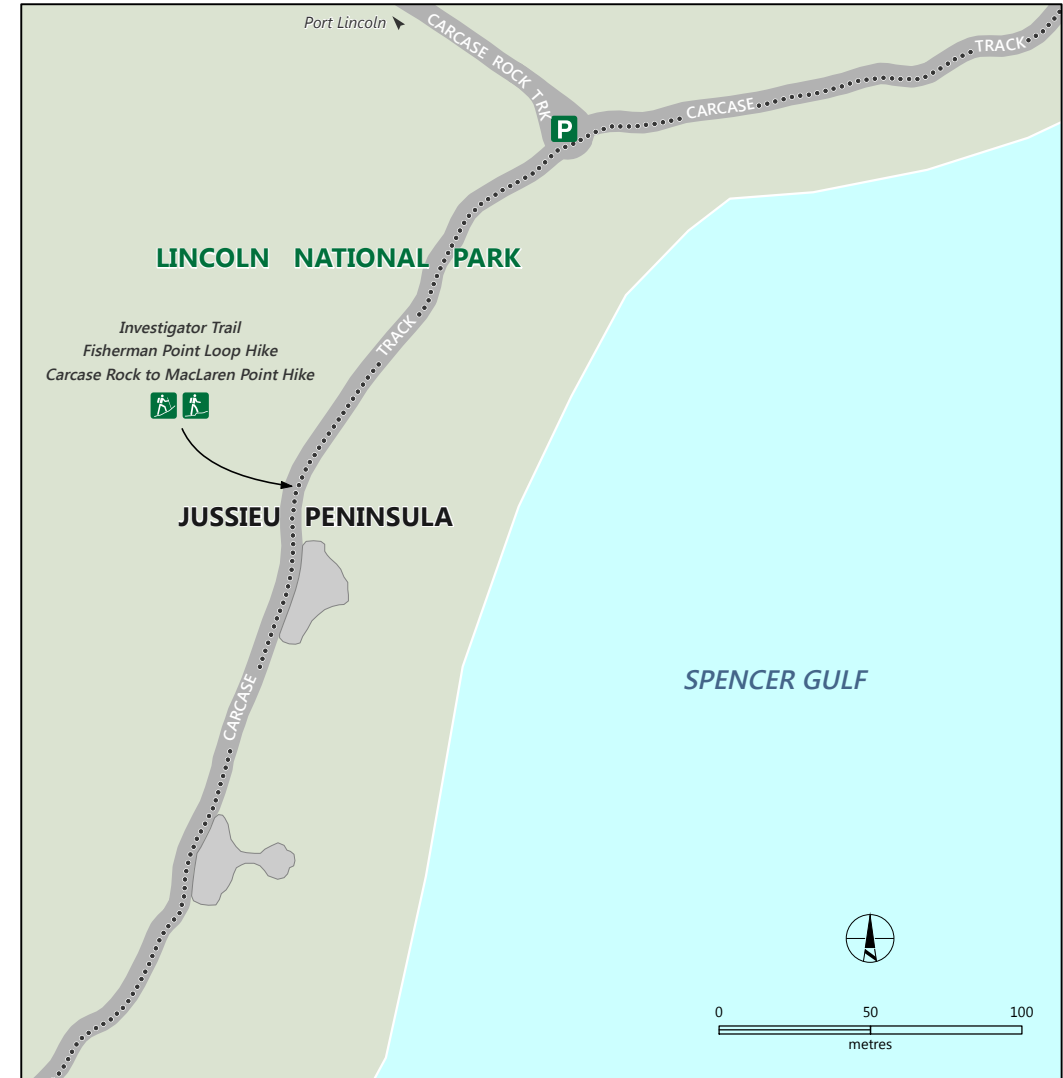 Port Lincoln
CARCASE ROCK TRK
TRACK
CARCASE
P
LINCOLN NATIONAL PARK
TRACK
Investigator Trail
Fisherman Point Loop Hike
Carcase Rock to MacLaren Point Hike
JUSSIEU PENINSULA
CARCASE
SPENCER GULF
0 50 100
metres